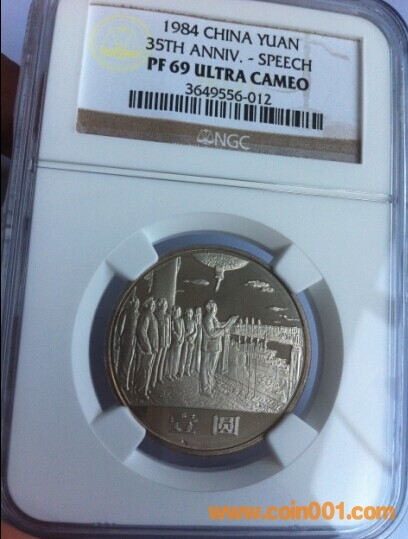 1984 CHINA YUAN
35TH ANNIV. - SPEECH
PF 69 ULTRA CAMEO
3649556-012
NGC
壹圆
www.coin001.com